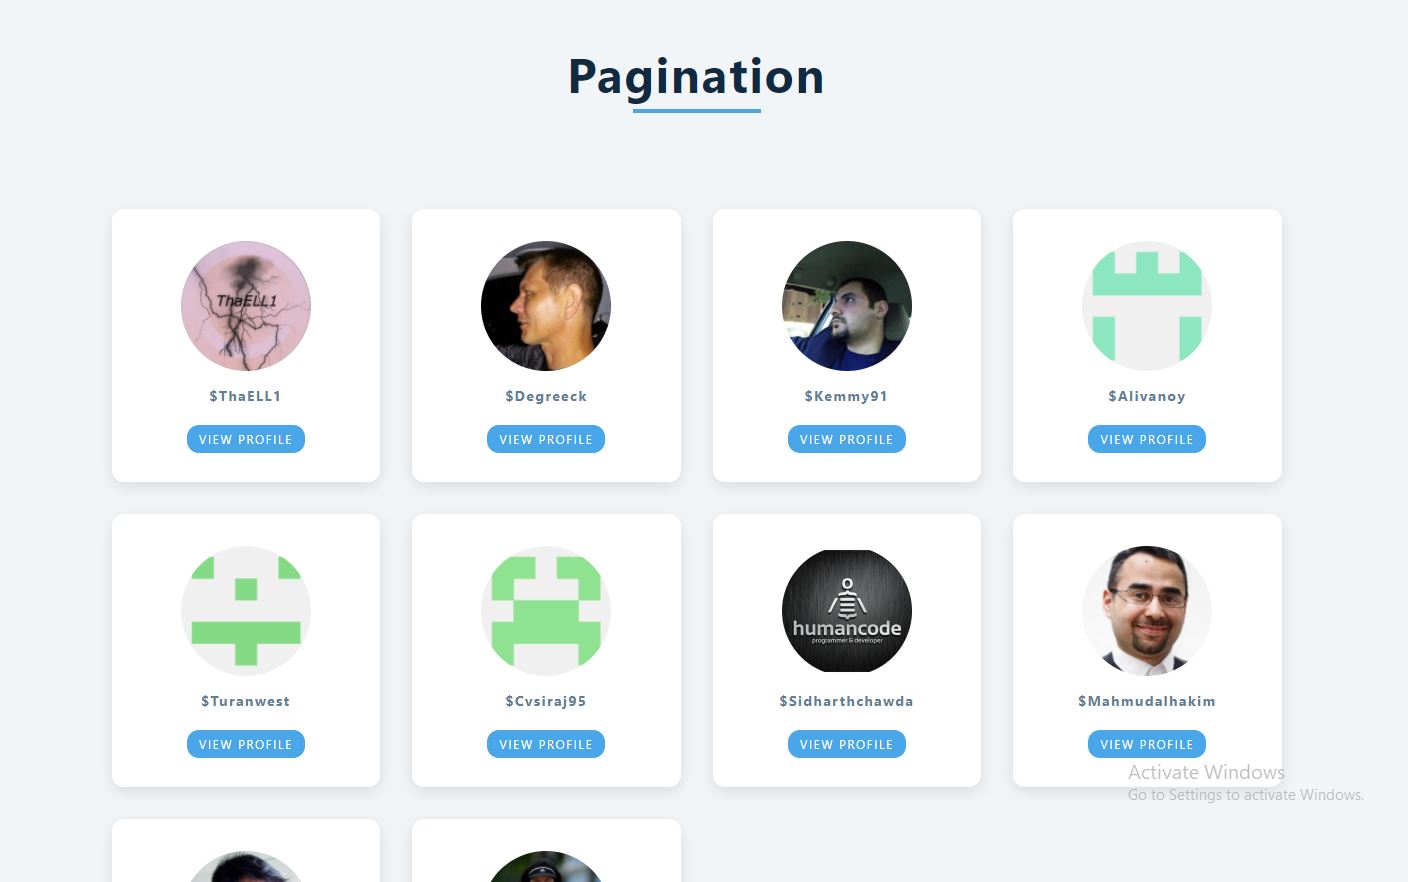 Pagination
ThaELL1
$ThaELL1
VIEW PROFILE
$Degreeck
VIEW PROFILE
$Kemmy91
VIEW PROFILE
$Alivanoy
VIEW PROFILE
$Turanwest
VIEW PROFILE
$Cvsiraj95
VIEW PROFILE
humancode
programmer & developer
$Sidharthchawda
VIEW PROFILE
$Mahmudalhakim
VIEW PROFILE
Activate Windows
Go to Settings to activate Windows.